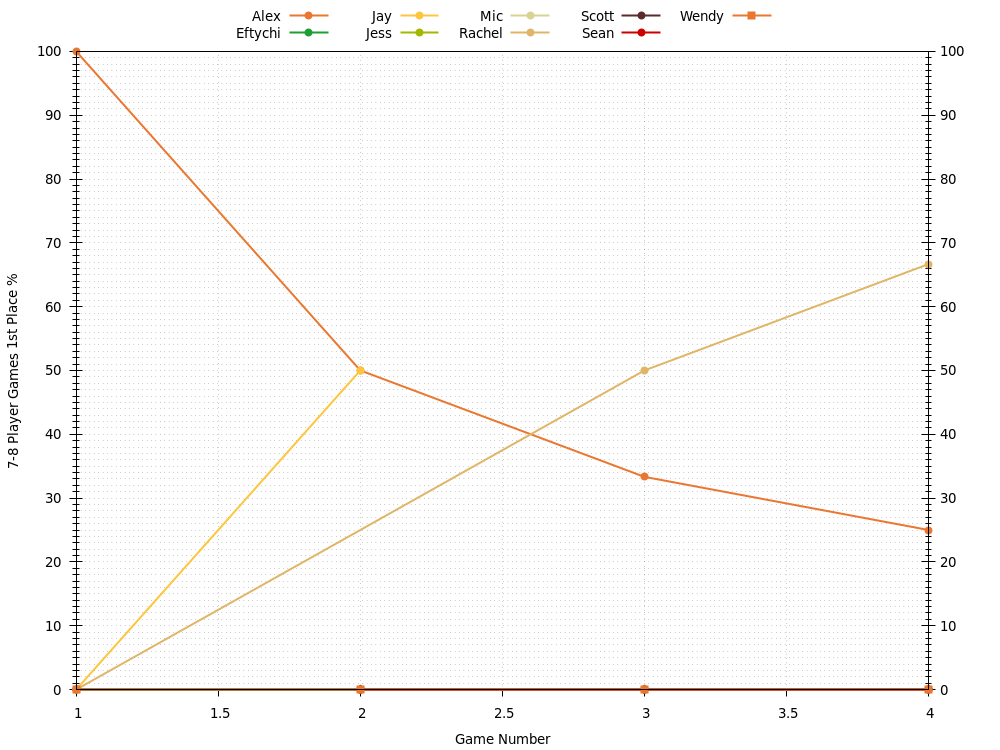 Alex Jay Mic Scott Wendy
Eftychi Jess Rachel Sean
100 100
90 90
80 80
70 70
60 60
50 50
40 40
30 30
20 20
10 10
0 0
7-8 Player Games 1st Place %
1 1.5 2 2.5 3 3.5 4
Game Number